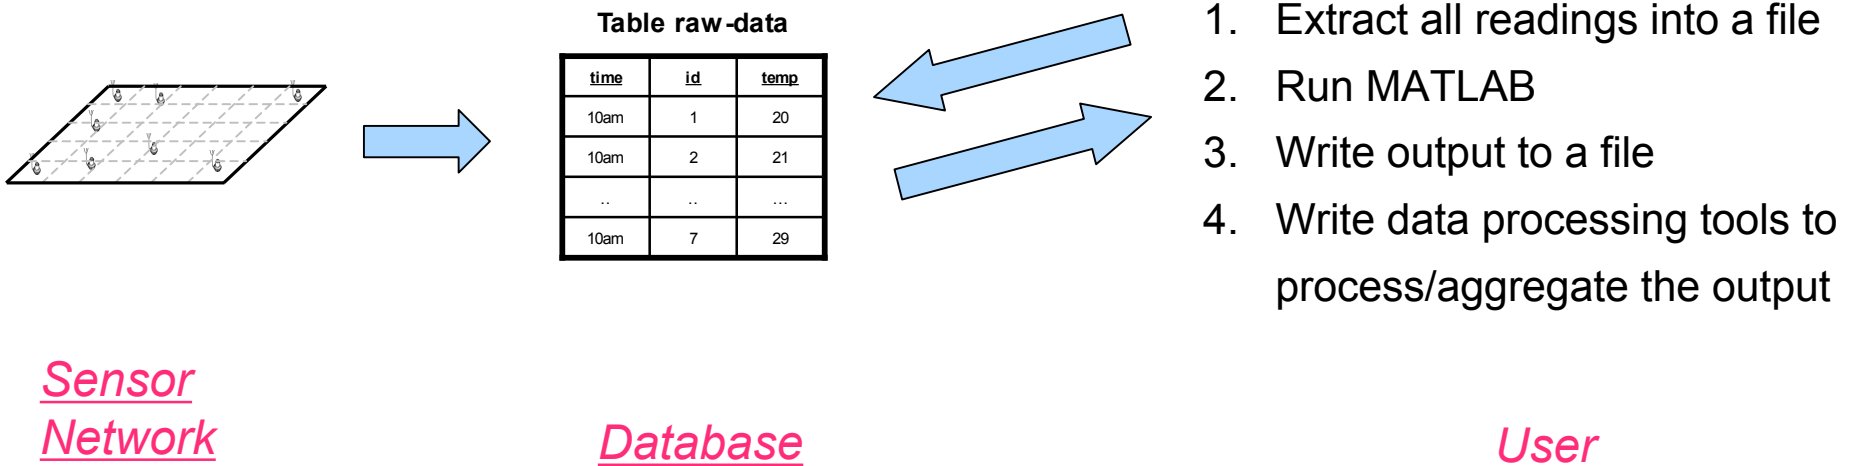 Table raw-data
time id temp
10am 1 20
10am 2 21
.. .. ...
10am 7 29
1. Extract all readings into a file
2. Run MATLAB
3. Write output to a file
4. Write data processing tools to
process/aggregate the output
Sensor
Network
Database
User